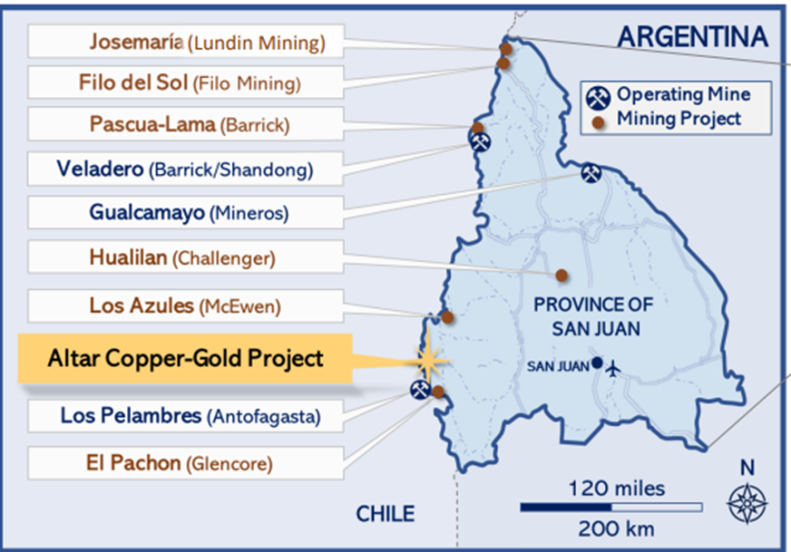 Josemaría (Lundin Mining)
Filo del Sol (Filo Mining)
Pascua-Lama (Barrick)
Veladero (Barrick/Shandong)
Gualcamayo (Mineros)
Hualilan (Challenger)
Los Azules (McEwen)
Altar Copper-Gold Project
Los Pelambres (Antofagasta)
El Pachon (Glencore)
ARGENTINA
Operating Mine
Mining Project
PROVINCE OF
SAN JUAN
SAN JUAN
CHILE
120 miles
200 km
N